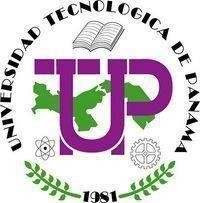 UNIVERSIDAD TECNOLOGICA DE PANAMA
UTP
1981